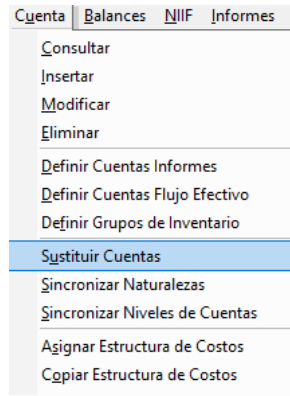 Cuenta Balances NIIF Informes
Consultar
Insertar
Modificar
Eliminar
Definir Cuentas Informes
Definir Cuentas Flujo Efectivo
Definir Grupos de Inventario
Sustituir Cuentas
Sincronizar Naturalezas
Sincronizar Niveles de Cuentas
Asignar Estructura de Costos
Copiar Estructura de Costos